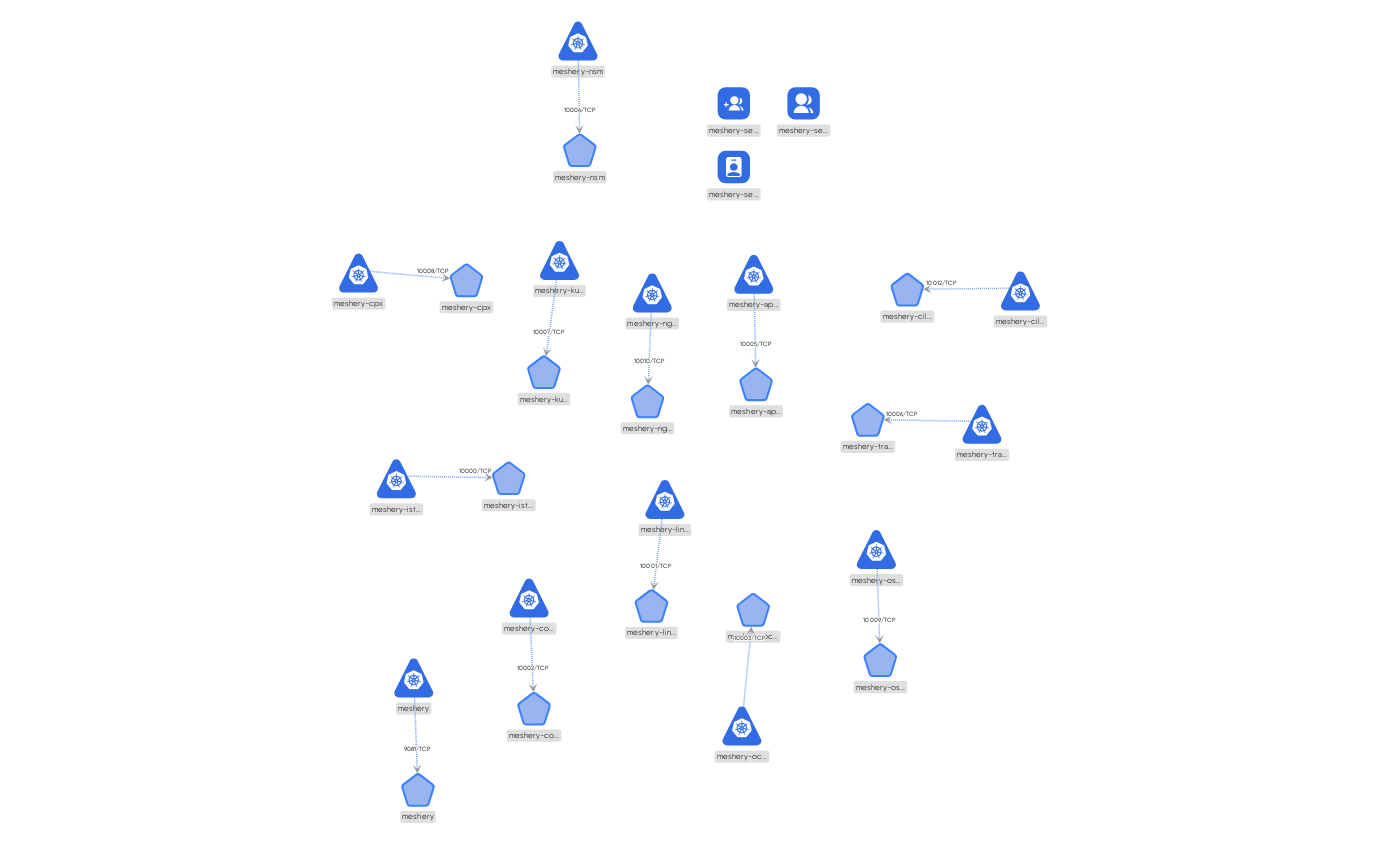 meshery-nsm
10004/TCP
meshery-nsm
meshery-se...
meshery-se...
meshery-se...
10008/TCP
meshery-cpx
meshery-cpx
meshery-ku...
10007/TCP
meshery-ku...
meshery-ng...
10010/TCP
meshery-ng...
meshery-ap...
10005/TCP
meshery-ap...
10012/TCP
meshery-cil...
meshery-cil...
10006/TCP
meshery-tra...
meshery-tra...
10000/TCP
meshery-ist...
meshery-ist...
meshery-lin...
10001/TCP
meshery-lin...
meshery-os...
10009/TCP
meshery-os...
meshery-co...
10002/TCP
meshery-co...
10003/TCP
meshery-oc...
meshery
9081/TCP
meshery